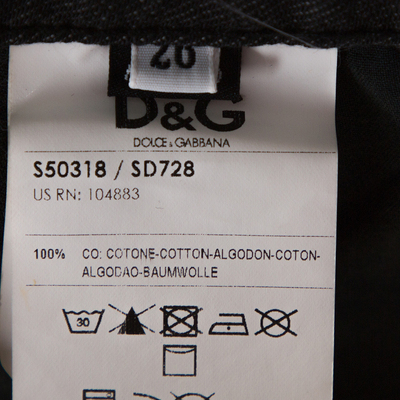 26
D&G
DOLCE & GABBANA
S50318 / SD728
US RN: 104883
100% CO: COTONE-COTTON-ALGODON-COTON-
ALGODAO-BAUMWOLLE
30